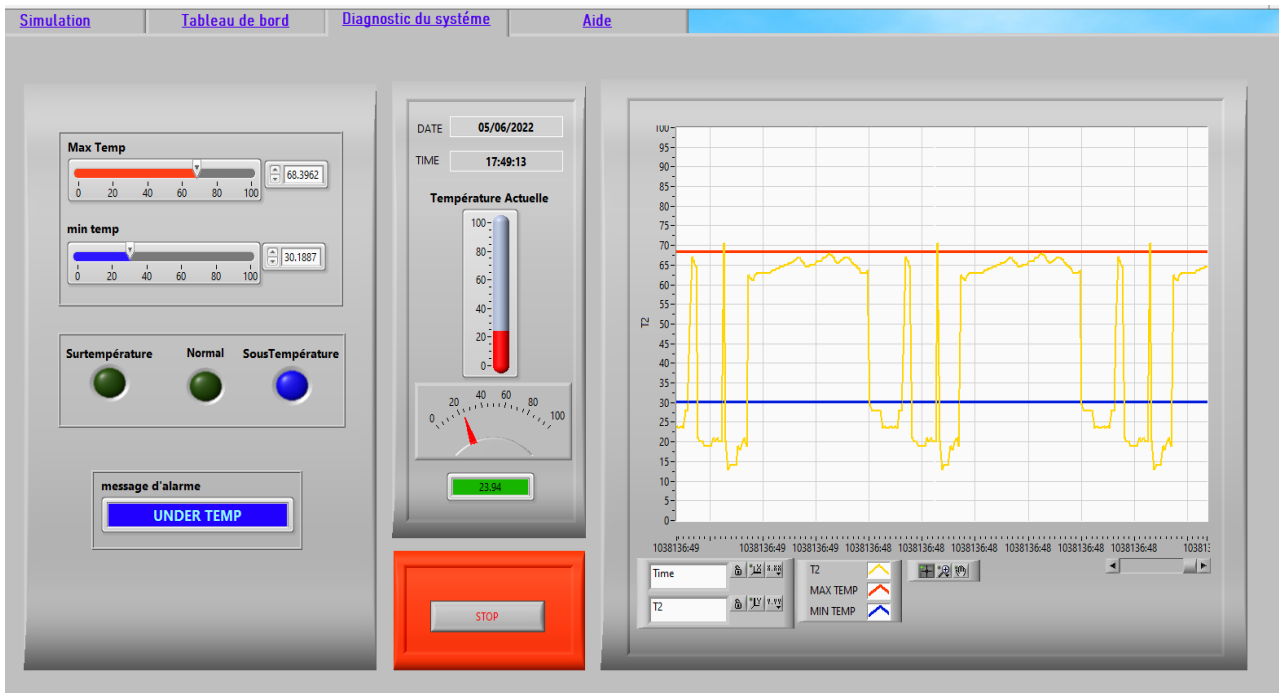 Simulation
Tableau de bord
Diagnostic du systéme
Aide
Max Temp
68.3962
0 20 40 60 80 100
min temp
30.1887
0 20 40 60 80 100
Surtempérature
Normal
SousTempérature
message d'alarme
UNDER TEMP
DATE 05/06/2022
TIME 17:49:13
Température Actuelle
100
80
60
40
20
0
0 20 40 60 80 100
23.94
STOP
T2
100
95
90
85
80
75
70
65
60
55
50
45
40
35
30
25
20
15
10
5
0
1038136:49 1038136:49 1038136:49 1038136:48 1038136:48 1038136:48 1038136:48 1038136:48 1038136:48 10381:
Time
T2
T2
MAX TEMP
MIN TEMP